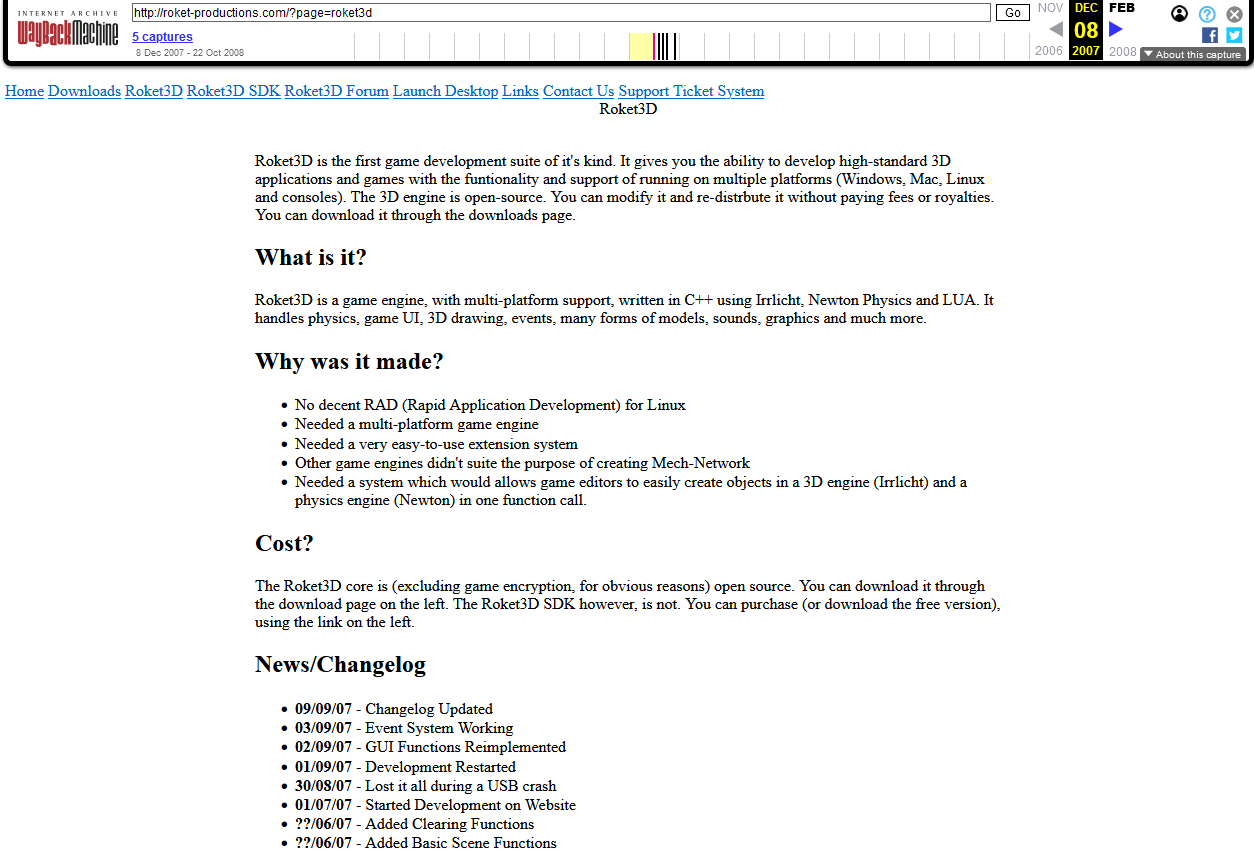 INTERNET ARCHIVE
WayBackMachine
http://roket-productions.com/?page=roket3d
Go
5 captures
8 Dec 2007 - 22 Oct 2008
NOV DEC FEB
08
2006 2007 2008
About this capture
Home Downloads Roket3D Roket3D SDK Roket3D Forum Launch Desktop Links Contact Us Support Ticket System
Roket3D
Roket3D is the first game development suite of it's kind. It gives you the ability to develop high-standard 3D
applications and games with the funtionality and support of running on multiple platforms (Windows, Mac, Linux
and consoles). The 3D engine is open-source. You can modify it and re-distrbute it without paying fees or royalties.
You can download it through the downloads page.
What is it?
Roket3D is a game engine, with multi-platform support, written in C++ using Irrlicht, Newton Physics and LUA. It
handles physics, game UI, 3D drawing, events, many forms of models, sounds, graphics and much more.
Why was it made?
• No decent RAD (Rapid Application Development) for Linux
• Needed a multi-platform game engine
• Needed a very easy-to-use extension system
• Other game engines didn't suite the purpose of creating Mech-Network
• Needed a system which would allows game editors to easily create objects in a 3D engine (Irrlicht) and a
physics engine (Newton) in one function call.
Cost?
The Roket3D core is (excluding game encryption, for obvious reasons) open source. You can download it through
the download page on the left. The Roket3D SDK however, is not. You can purchase (or download the free version),
using the link on the left.
News/Changelog
• 09/09/07 - Changelog Updated
• 03/09/07 - Event System Working
• 02/09/07 - GUI Functions Reimplemented
• 01/09/07 - Development Restarted
• 30/08/07 - Lost it all during a USB crash
• 01/07/07 - Started Development on Website
• ??/06/07 - Added Clearing Functions
• ??/06/07 - Added Basic Scene Functions